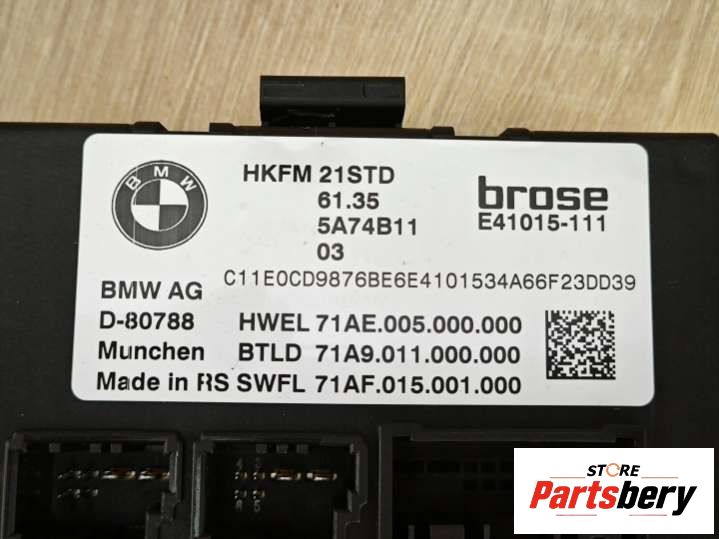 BMW
HKFM 21STD
61.35
5A74B11
03
brose
E41015-111
C11E0CD9876BE6E4101534A66F23DD39
BMW AG
D-80788
Munchen
Made in RS
HWEL 71AE.005.000.000
BTLD 71A9.011.000.000
SWFL 71AF.015.001.000
STORE
Partsbery